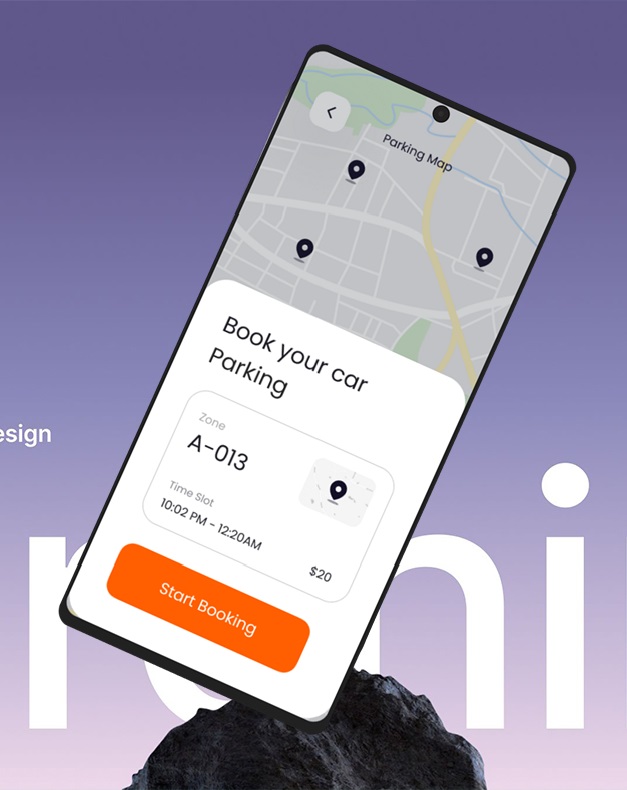 Parking Map
Book your car
Parking
Zone
A-013
Time Slot
10:02 PM - 12:20AM
$20
Start Booking
esign